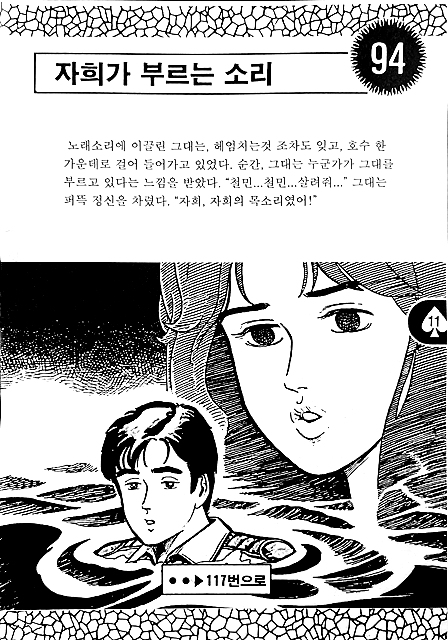 94
자희가 부르는 소리
노래소리에 이끌린 그대는, 헤엄치는것 조차도 잊고, 호수 한
가운데로 걸어 들어가고 있었다. 순간, 그대는 누군가가 그대를
부르고 있다는 느낌을 받았다. “철민…철민…살려줘…” 그대는
퍼뜩 정신을 차렸다. “자희, 자희의 목소리였어!”
11
••▶117번으로